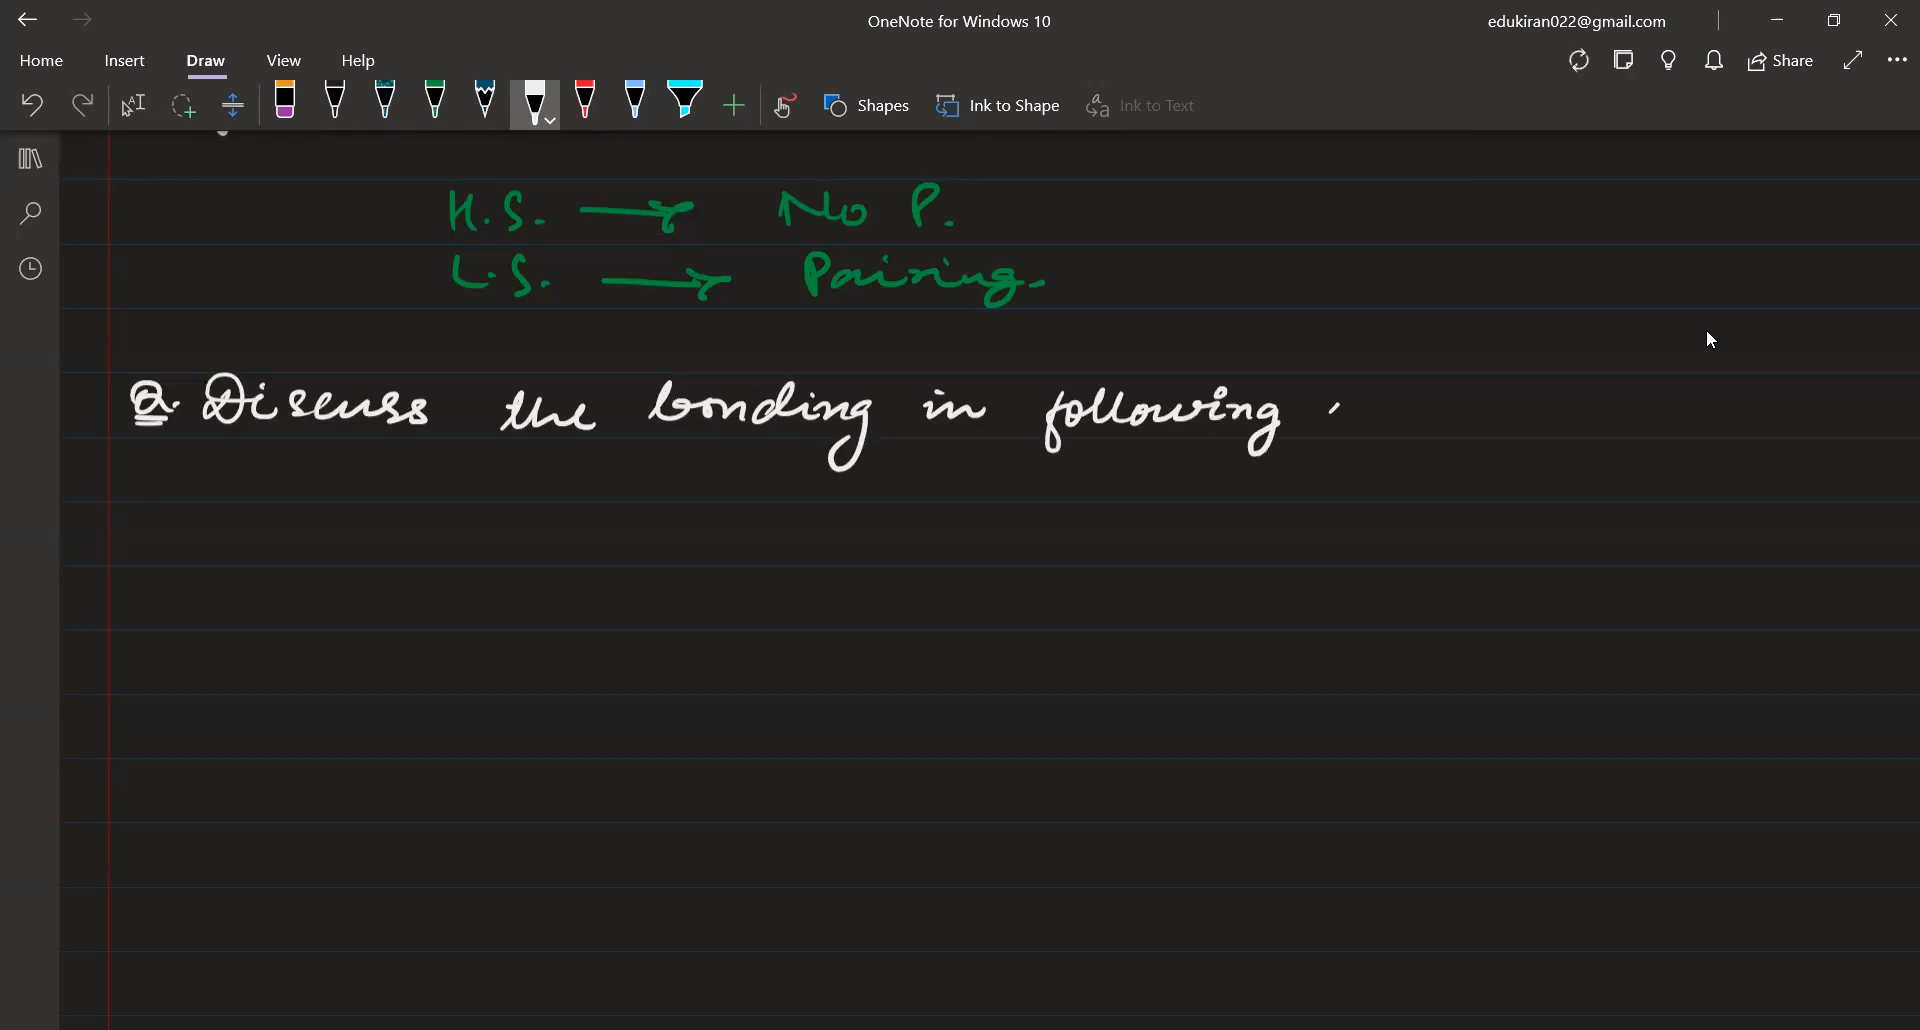 OneNote for Windows 10
edukiran022@gmail.com
Home Insert Draw View Help
Share
Shapes Ink to Shape Ink to Text
H.S. → No P.
L.S. → Pairing.
Q. Discuss the bonding in following